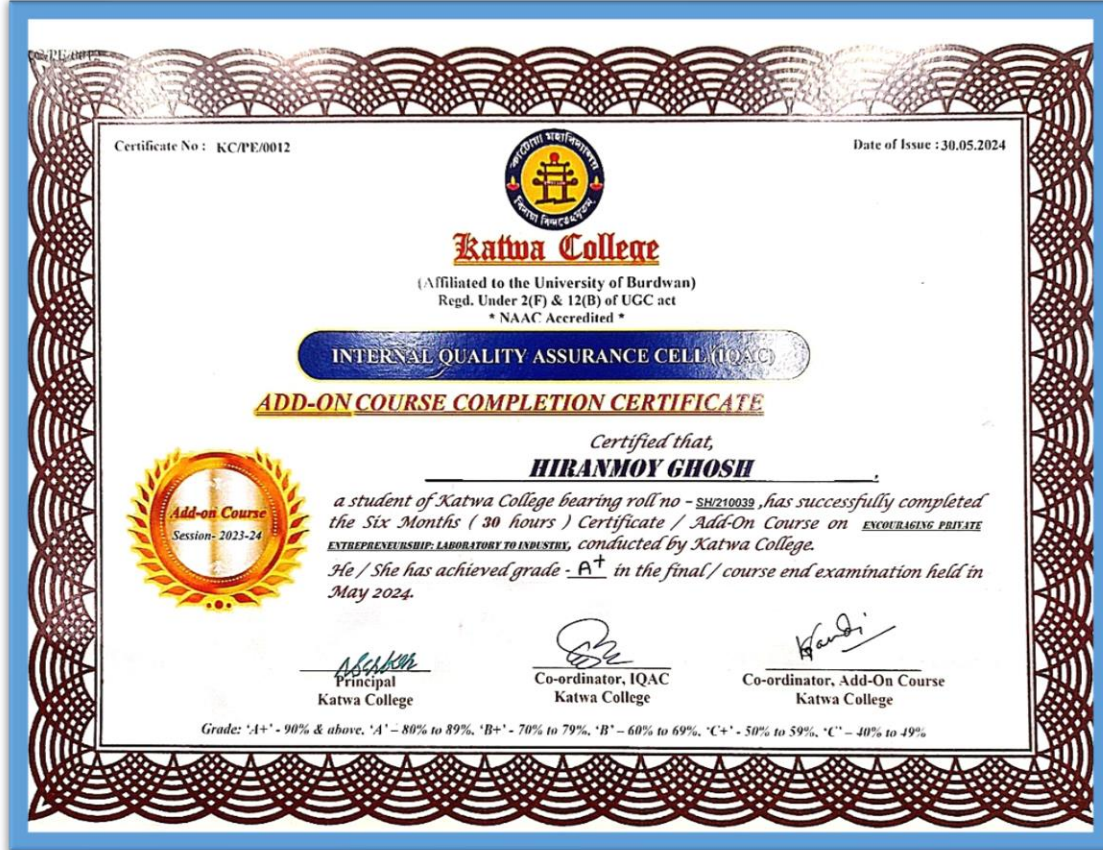 Certificate No : KC/PE/0012
Date of Issue : 30.05.2024
কাটোয়া মহাবিদ্যালয়
Katwa College
(Affiliated to the University of Burdwan)
Regd. Under 2(F) & 12(B) of UGC act
* NAAC Accredited *
INTERNAL QUALITY ASSURANCE CELL (IQAC)
ADD-ON COURSE COMPLETION CERTIFICATE
Certified that,
HIRANMOY GHOSH.
Add-on Course
Session- 2023-24
a student of Katwa College bearing roll no - SH/210039 ,has successfully completed
the Six Months ( 30 hours ) Certificate / Add-On Course on ENCOURAGING PRIVATE
ENTREPRENEURSHIP: LABORATORY TO INDUSTRY, conducted by Katwa College.
He / She has achieved grade - A+ in the final / course end examination held in
May 2024.
Principal
Katwa College
Co-ordinator, IQAC
Katwa College
Co-ordinator, Add-On Course
Katwa College
Grade: 'A+' - 90% & above, 'A' – 80% to 89%, 'B+' - 70% to 79%, 'B' – 60% to 69%, 'C+' - 50% to 59%, 'C' – 40% to 49%